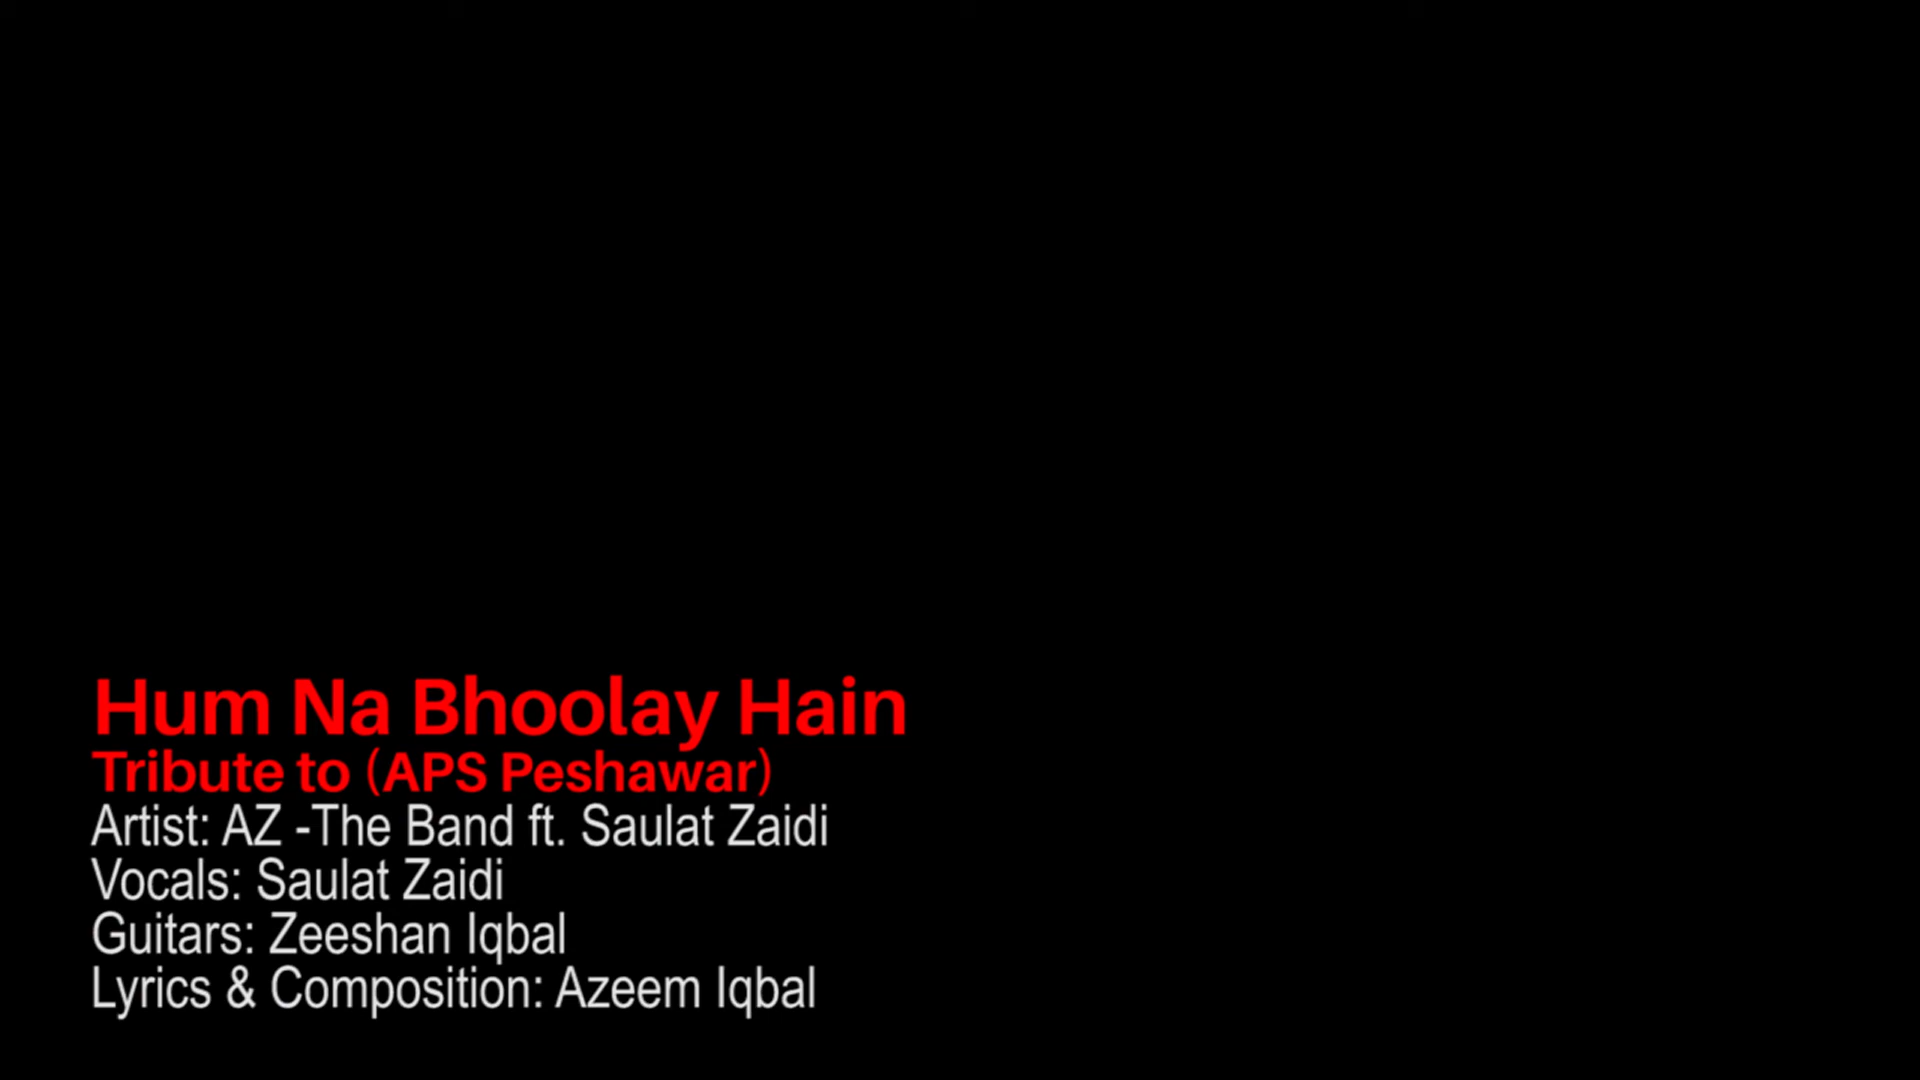 Hum Na Bhoolay Hain
Tribute to (APS Peshawar)
Artist: AZ -The Band ft. Saulat Zaidi
Vocals: Saulat Zaidi
Guitars: Zeeshan Iqbal
Lyrics & Composition: Azeem Iqbal